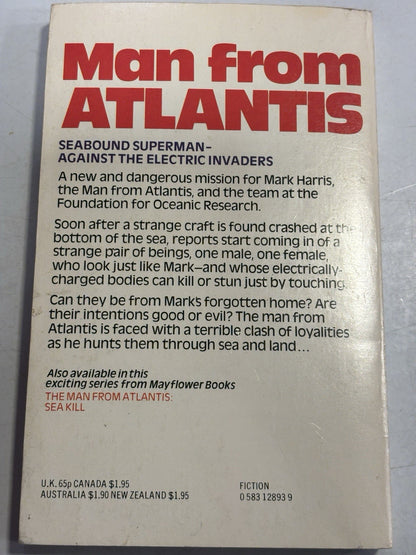 Man from
ATLANTIS
SEABOUND SUPERMAN–
AGAINST THE ELECTRIC INVADERS
A new and dangerous mission for Mark Harris,
the Man from Atlantis, and the team at the
Foundation for Oceanic Research.
Soon after a strange craft is found crashed at the
bottom of the sea, reports start coming in of a
strange pair of beings, one male, one female,
who look just like Mark–and whose electrically-
charged bodies can kill or stun just by touching.
Can they be from Marks forgotten home? Are
their intentions good or evil? The man from
Atlantis is faced with a terrible clash of loyalities
as he hunts them through sea and land...
Also available in this
exciting series from Mayflower Books
THE MAN FROM ATLANTIS:
SEA KILL
U.K. 65p CANADA $1.95
AUSTRALIA $1.90 NEW ZEALAND $1.95
FICTION
0 583 12893 9